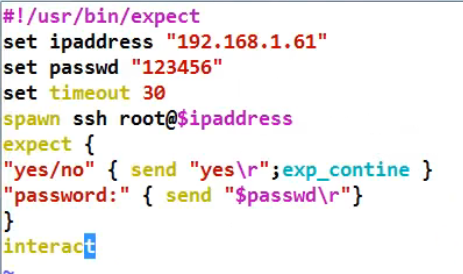 #!/usr/bin/expect
set ipaddress "192.168.1.61"
set passwd "123456"
set timeout 30
spawn ssh root@$ipaddress
expect {
"yes/no" { send "yes\r";exp_contine }
"password:" { send "$passwd\r"}
}
interact
~